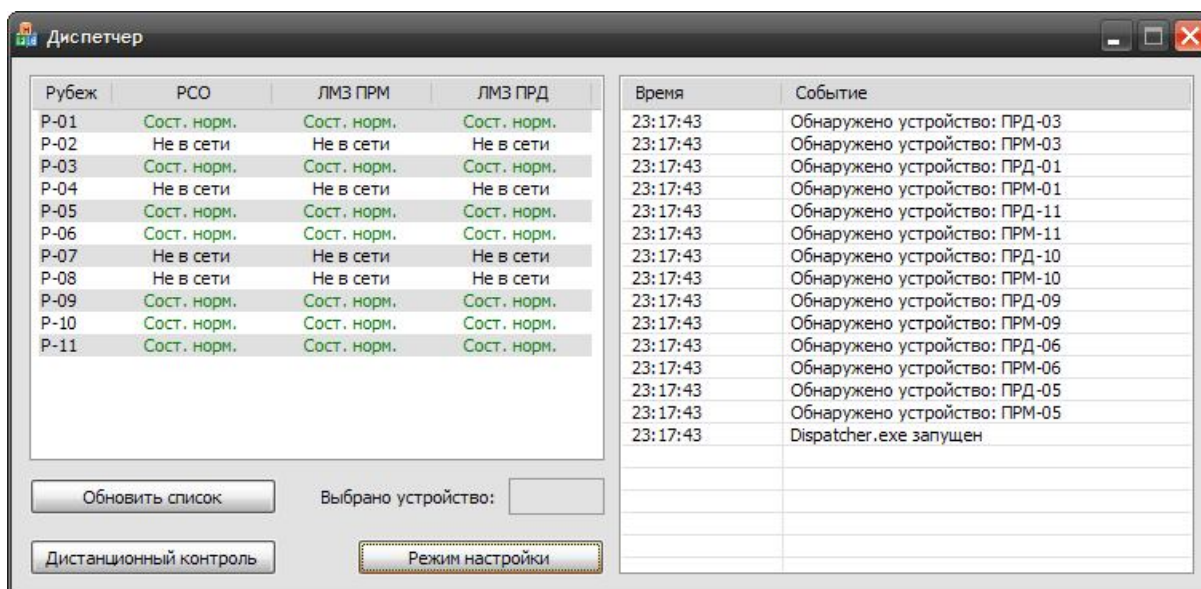 Диспетчер
Рубеж РСО ЛМЗ ПРМ ЛМЗ ПРД
Р-01 Сост. норм. Сост. норм. Сост. норм.
Р-02 Не в сети Не в сети Не в сети
Р-03 Сост. норм. Сост. норм. Сост. норм.
Р-04 Не в сети Не в сети Не в сети
Р-05 Сост. норм. Сост. норм. Сост. норм.
Р-06 Сост. норм. Сост. норм. Сост. норм.
Р-07 Не в сети Не в сети Не в сети
Р-08 Не в сети Не в сети Не в сети
Р-09 Сост. норм. Сост. норм. Сост. норм.
Р-10 Сост. норм. Сост. норм. Сост. норм.
Р-11 Сост. норм. Сост. норм. Сост. норм.
Обновить список Выбрано устройство:
Дистанционный контроль Режим настройки
Время Событие
23:17:43 Обнаружено устройство: ПРД-03
23:17:43 Обнаружено устройство: ПРМ-03
23:17:43 Обнаружено устройство: ПРД-01
23:17:43 Обнаружено устройство: ПРМ-01
23:17:43 Обнаружено устройство: ПРД-11
23:17:43 Обнаружено устройство: ПРМ-11
23:17:43 Обнаружено устройство: ПРД-10
23:17:43 Обнаружено устройство: ПРМ-10
23:17:43 Обнаружено устройство: ПРД-09
23:17:43 Обнаружено устройство: ПРМ-09
23:17:43 Обнаружено устройство: ПРД-06
23:17:43 Обнаружено устройство: ПРМ-06
23:17:43 Обнаружено устройство: ПРД-05
23:17:43 Обнаружено устройство: ПРМ-05
23:17:43 Dispatcher.exe запущен